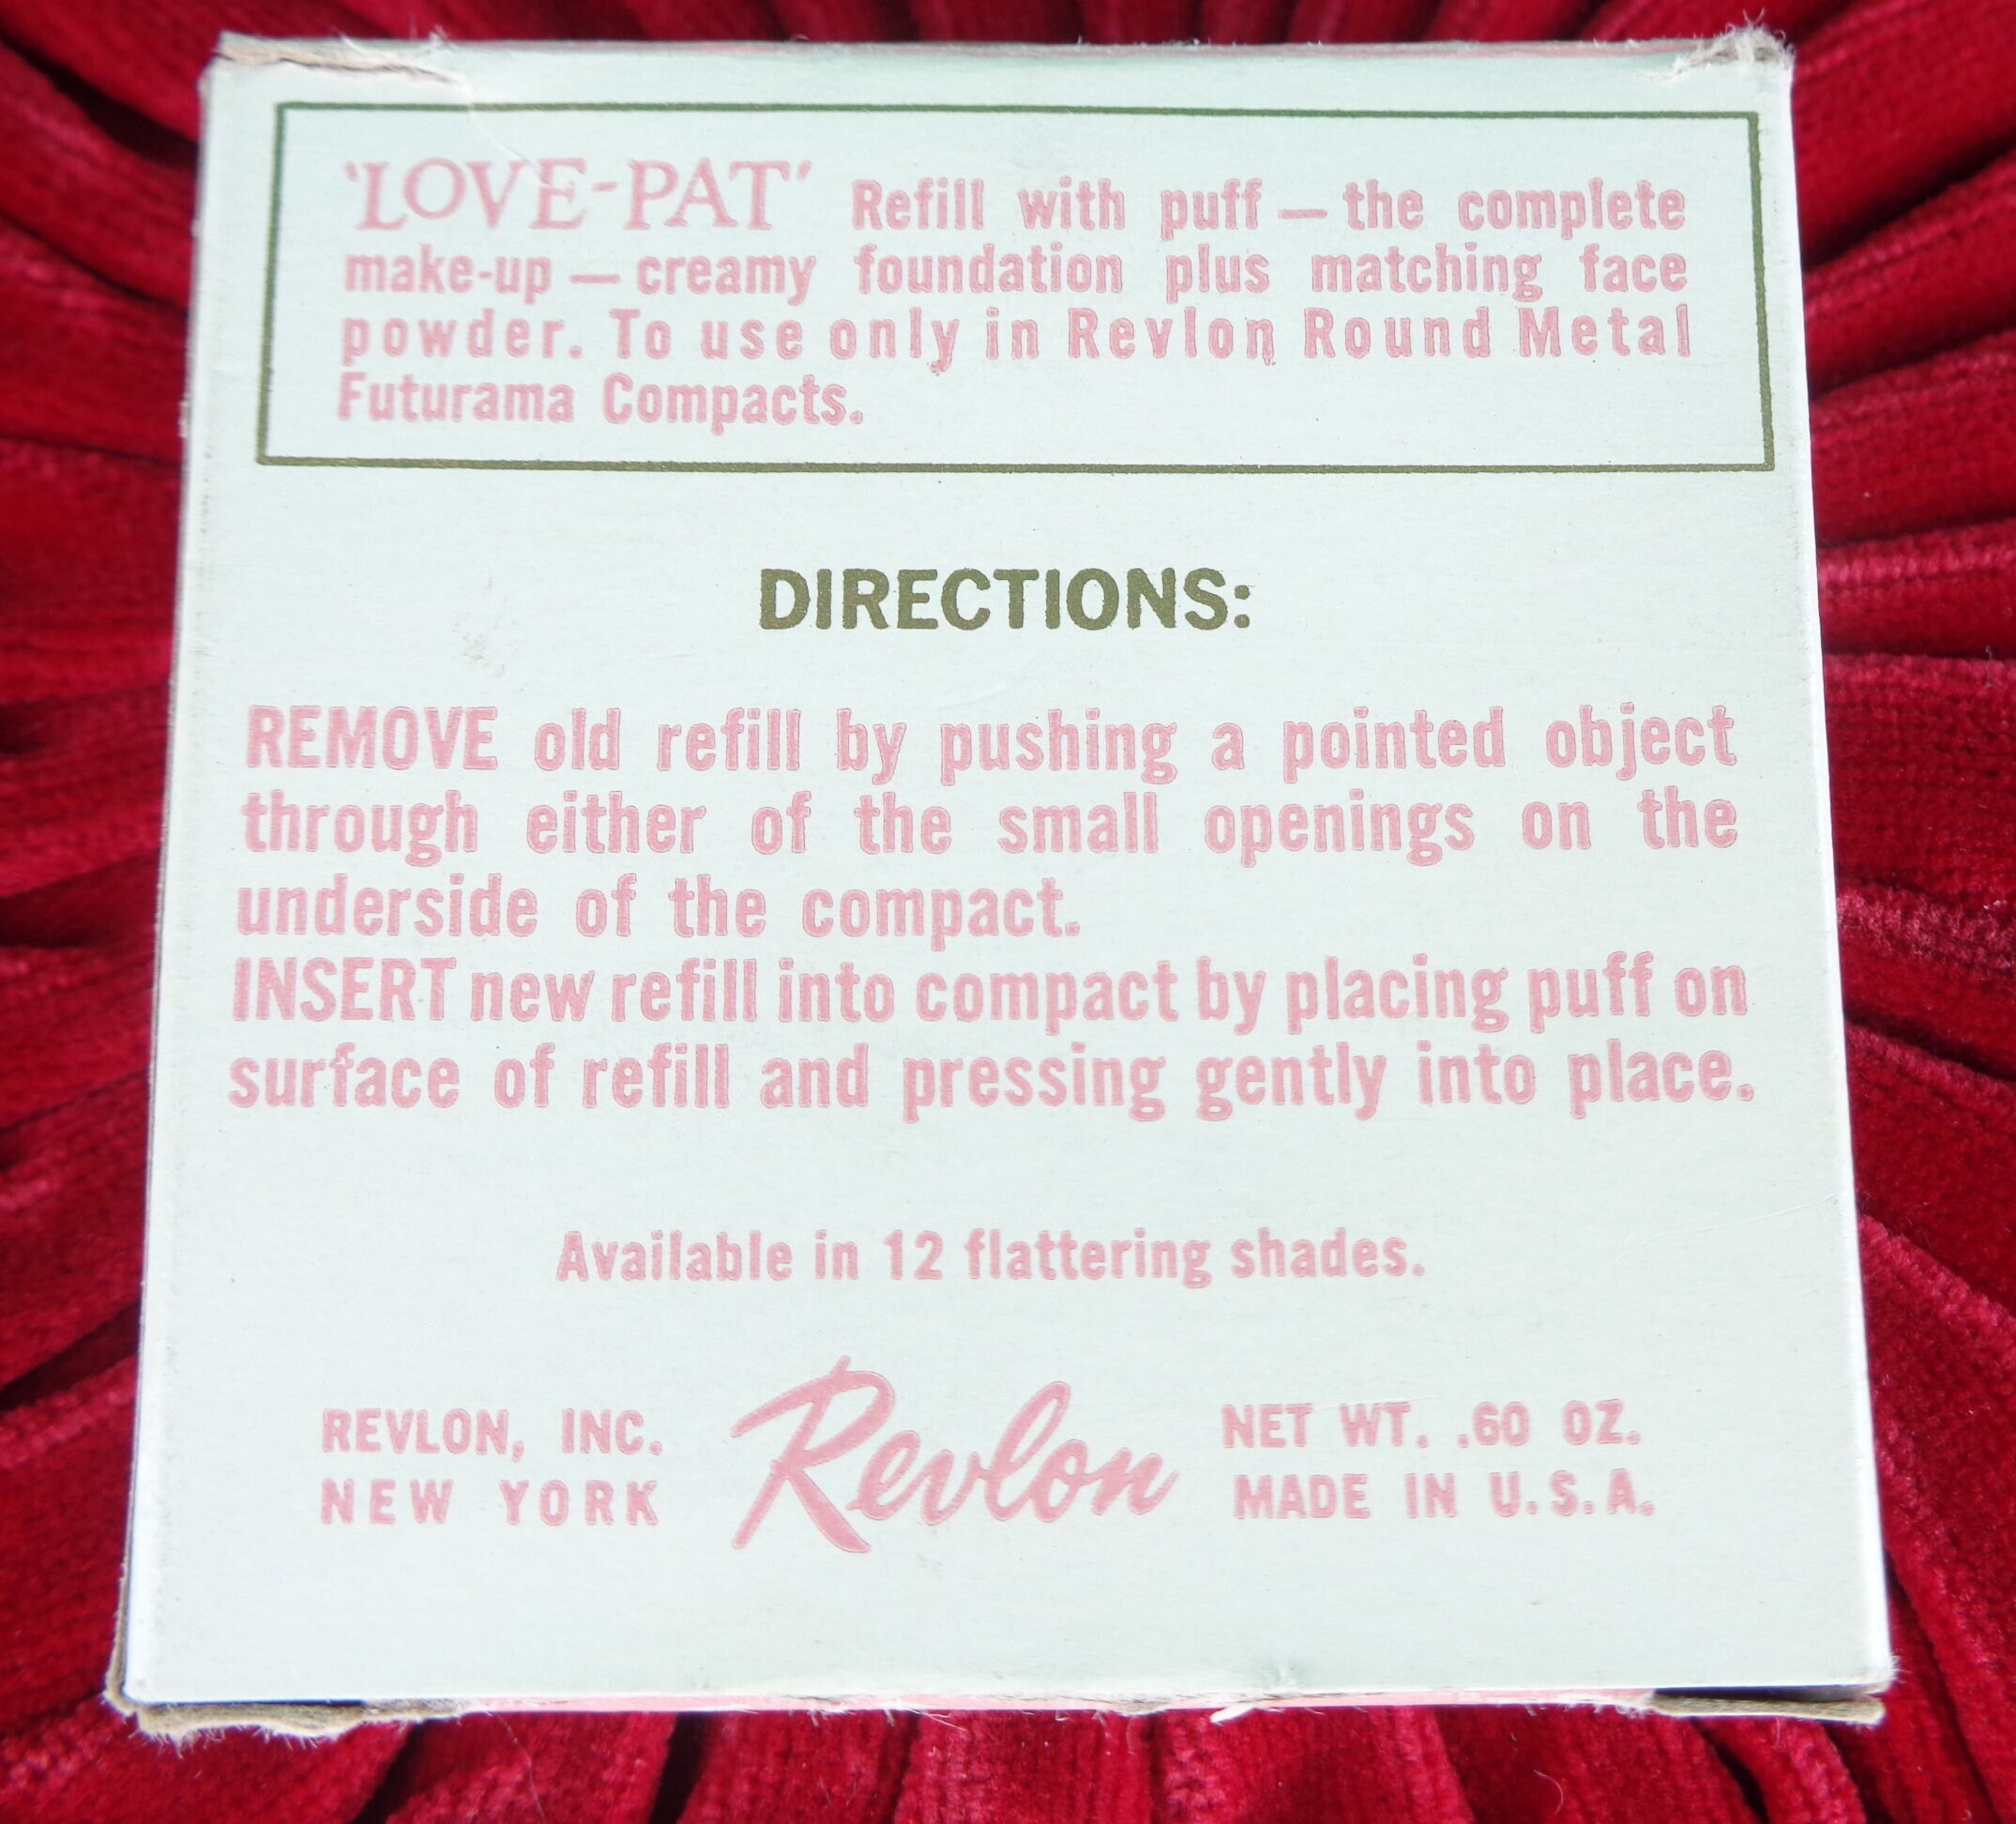 'LOVE-PAT' Refill with puff — the complete
make-up — creamy foundation plus matching face
powder. To use only in Revlon Round Metal
Futurama Compacts.
DIRECTIONS:
REMOVE old refill by pushing a pointed object
through either of the small openings on the
underside of the compact.
INSERT new refill into compact by placing puff on
surface of refill and pressing gently into place.
Available in 12 flattering shades.
REVLON, INC.
NEW YORK
Revlon
NET WT. .60 OZ.
MADE IN U.S.A.